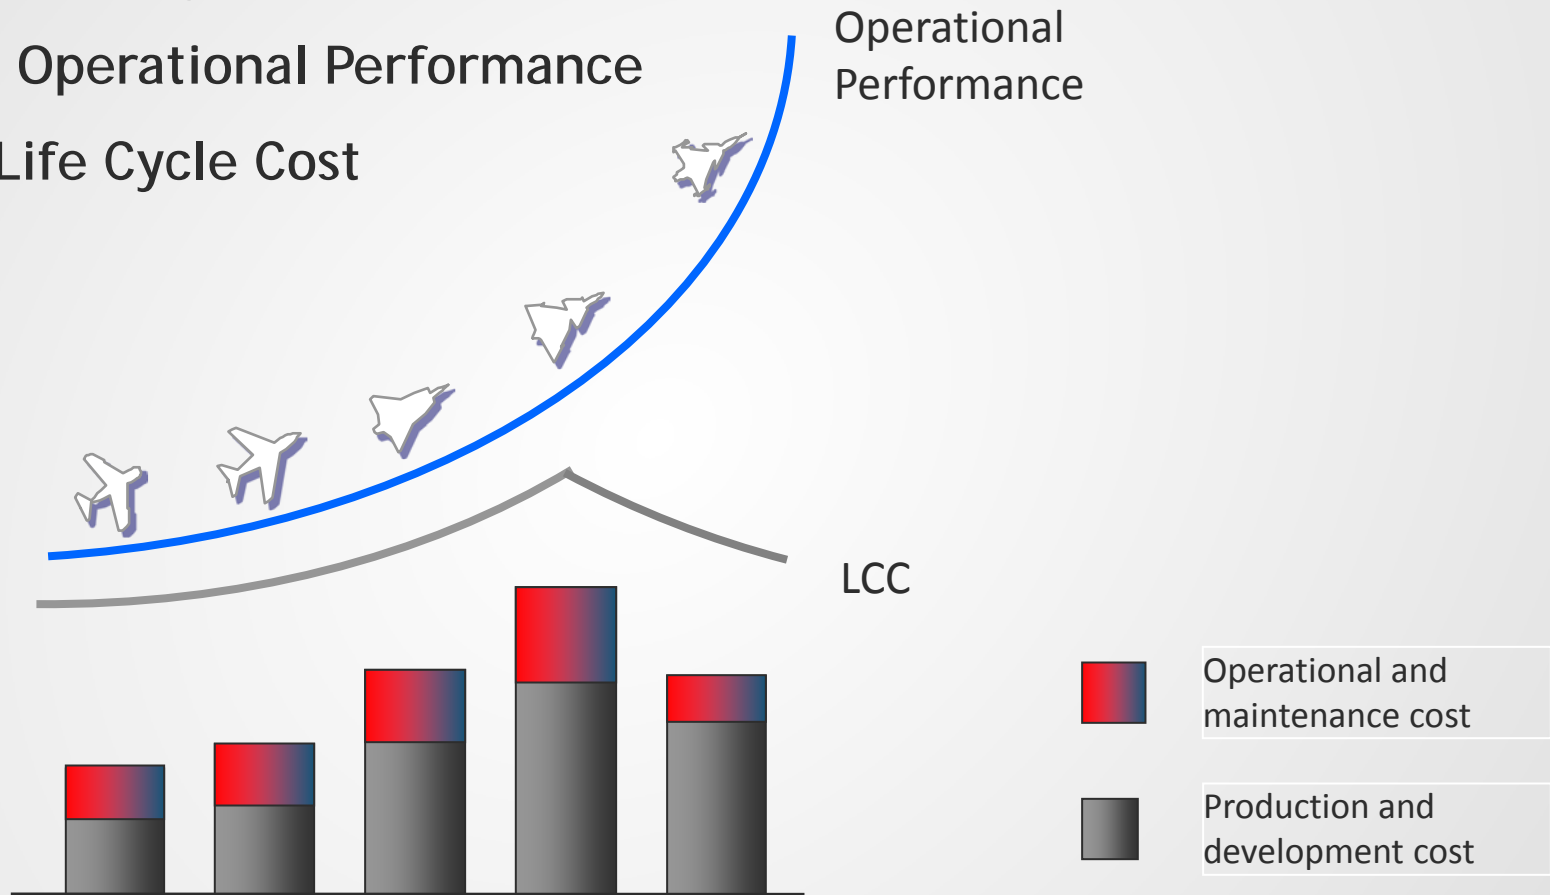 Operational Performance
Life Cycle Cost
Operational
Performance
LCC
Operational and
maintenance cost
Production and
development cost